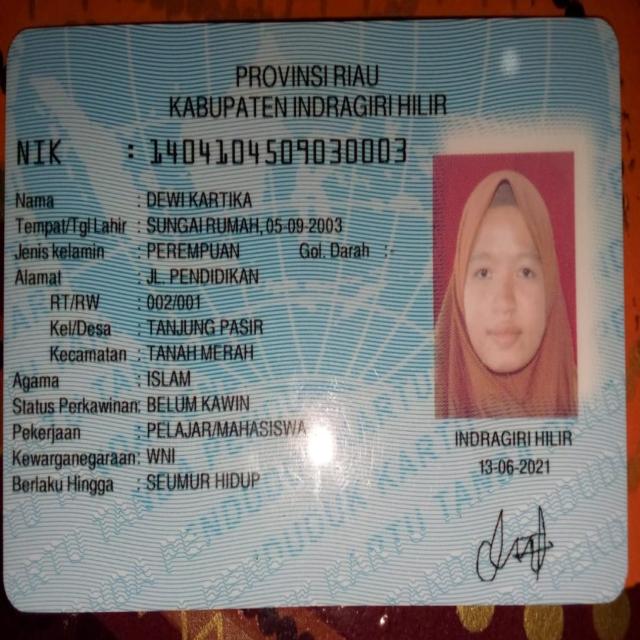 PROVINSI RIAU
KABUPATEN INDRAGIRI HILIR
NIK : 1404104509030003
Nama : DEWI KARTIKA
Tempat/Tgl Lahir : SUNGAI RUMAH, 05-09-2003
Jenis kelamin : PEREMPUAN Gol. Darah :-
Alamat : JL. PENDIDIKAN
RT/RW : 002/001
Kel/Desa : TANJUNG PASIR
Kecamatan : TANAH MERAH
Agama : ISLAM
Status Perkawinan: BELUM KAWIN
Pekerjaan : PELAJAR/MAHASISWA
Kewarganegaraan: WNI
Berlaku Hingga : SEUMUR HIDUP
INDRAGIRI HILIR
13-06-2021